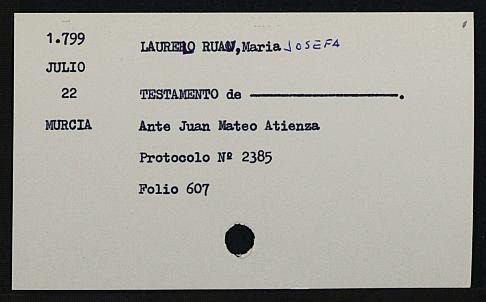 1.799
LAURERO RUAN, Maria JOSEFA
JULIO
22
TESTAMENTO de ————————.
MURCIA
Ante Juan Mateo Atienza
Protocolo Nº 2385
Folio 607